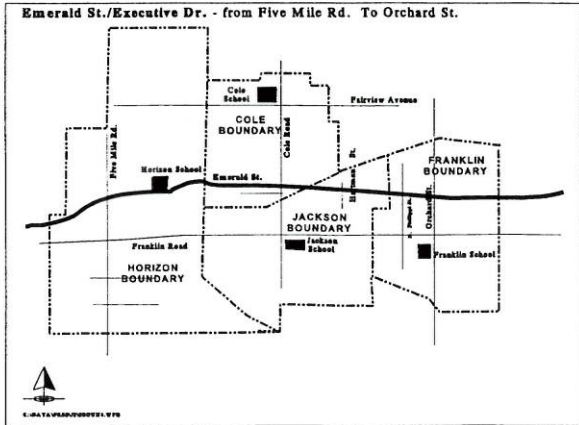 Emerald St./Executive Dr. - from Five Mile Rd. To Orchard St.
Cole
School
Fairview Avenue
COLE
BOUNDARY
Five Mile Rd.
Cole Road
Horizon School
Emerald St.
Hartman St.
FRANKLIN
BOUNDARY
Orchard St.
JACKSON
BOUNDARY
Franklin Road
Jackson
School
Franklin School
HORIZON
BOUNDARY